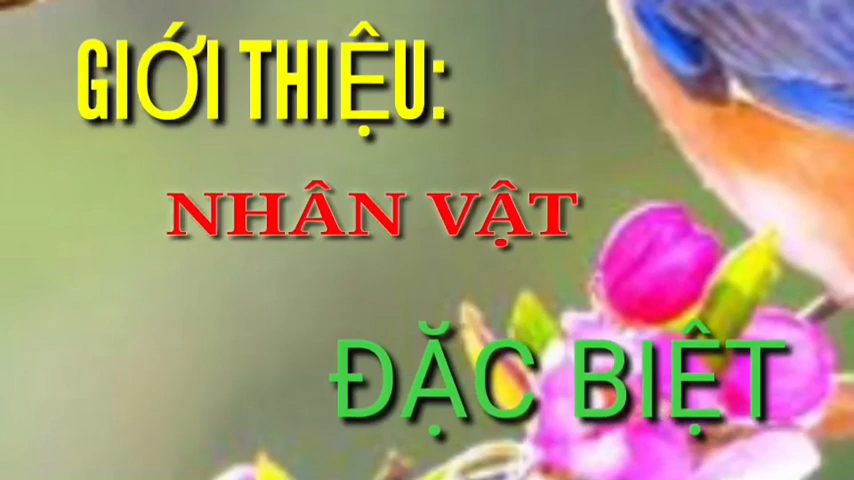 GIỚI THIỆU:
NHÂN VẬT
ĐẶC BIỆT